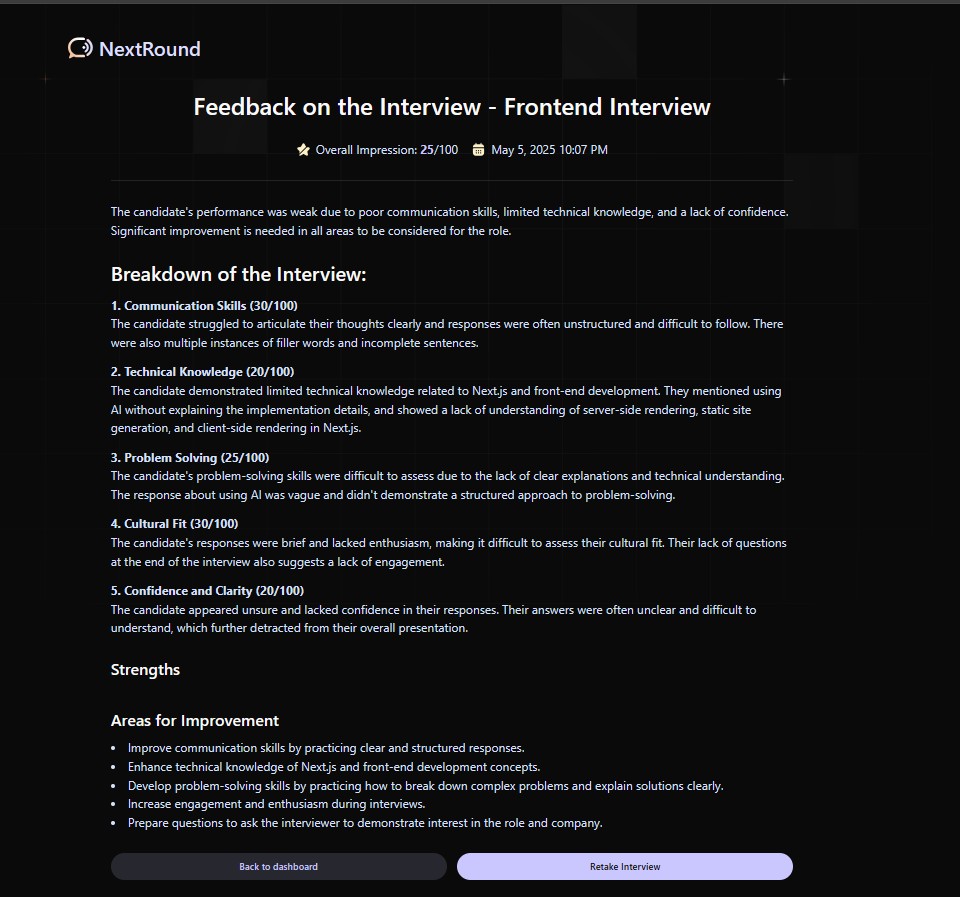 NextRound
Feedback on the Interview - Frontend Interview
Overall Impression: 25/100 May 5, 2025 10:07 PM
The candidate's performance was weak due to poor communication skills, limited technical knowledge, and a lack of confidence.
Significant improvement is needed in all areas to be considered for the role.
Breakdown of the Interview:
1. Communication Skills (30/100)
The candidate struggled to articulate their thoughts clearly and responses were often unstructured and difficult to follow. There
were also multiple instances of filler words and incomplete sentences.
2. Technical Knowledge (20/100)
The candidate demonstrated limited technical knowledge related to Next.js and front-end development. They mentioned using
AI without explaining the implementation details, and showed a lack of understanding of server-side rendering, static site
generation, and client-side rendering in Next.js.
3. Problem Solving (25/100)
The candidate's problem-solving skills were difficult to assess due to the lack of clear explanations and technical understanding.
The response about using AI was vague and didn't demonstrate a structured approach to problem-solving.
4. Cultural Fit (30/100)
The candidate's responses were brief and lacked enthusiasm, making it difficult to assess their cultural fit. Their lack of questions
at the end of the interview also suggests a lack of engagement.
5. Confidence and Clarity (20/100)
The candidate appeared unsure and lacked confidence in their responses. Their answers were often unclear and difficult to
understand, which further detracted from their overall presentation.
Strengths
Areas for Improvement
• Improve communication skills by practicing clear and structured responses.
• Enhance technical knowledge of Next.js and front-end development concepts.
• Develop problem-solving skills by practicing how to break down complex problems and explain solutions clearly.
• Increase engagement and enthusiasm during interviews.
• Prepare questions to ask the interviewer to demonstrate interest in the role and company.
Back to dashboard Retake Interview